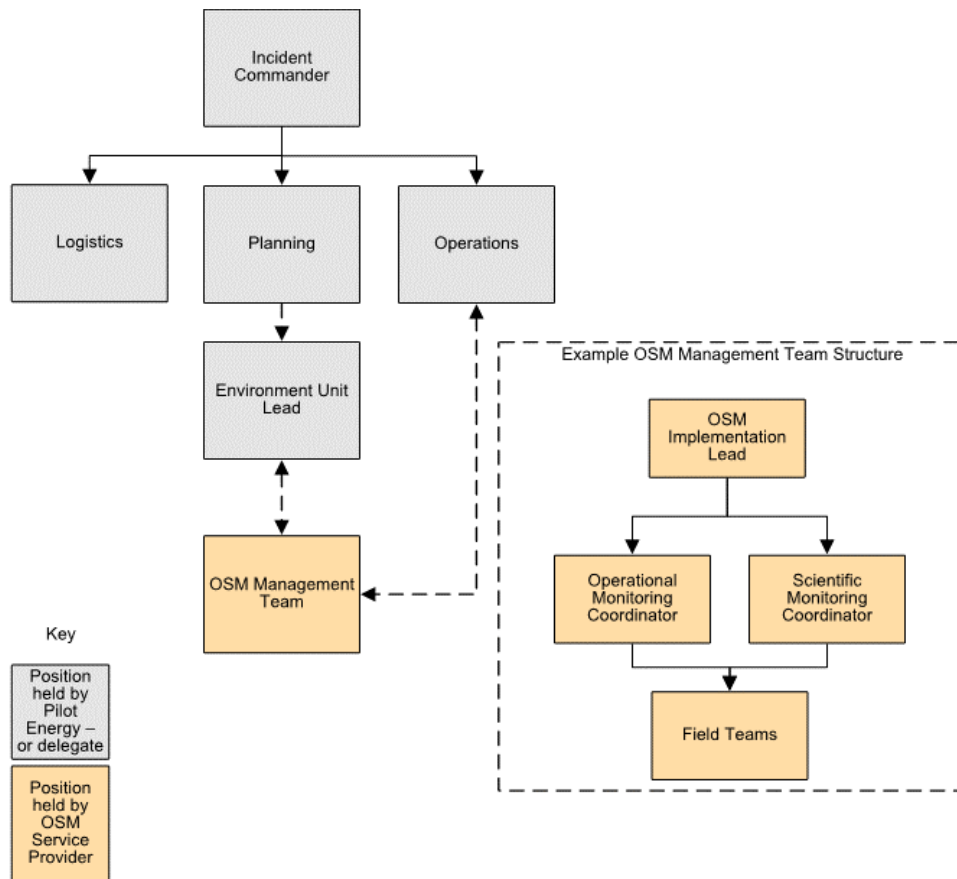 Incident
Commander
Logistics
Planning
Operations
Example OSM Management Team Structure
Environment Unit
Lead
OSM
Implementation
Lead
OSM Management
Team
Operational
Monitoring
Coordinator
Scientific
Monitoring
Coordinator
Key
Position
held by
Pilot
Energy –
or delegate
Field Teams
Position
held by
OSM
Service
Provider